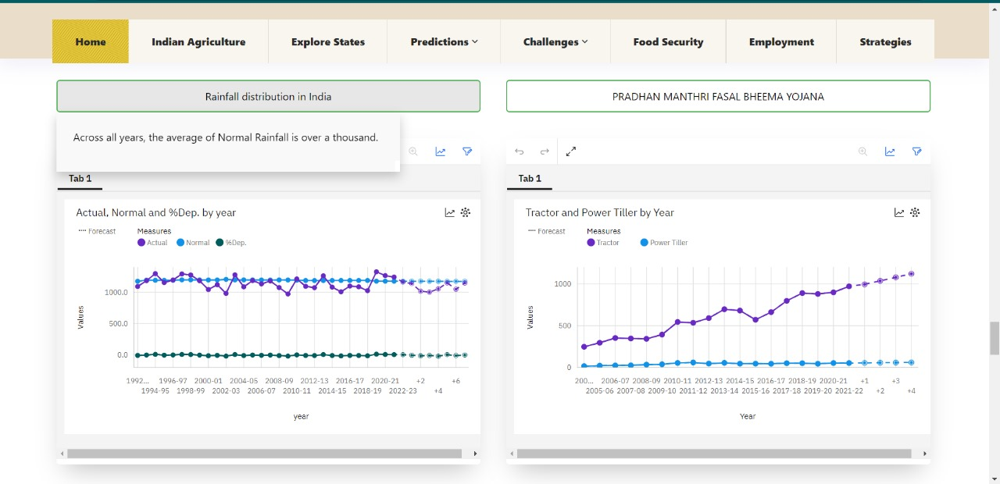 Home Indian Agriculture Explore States Predictions Challenges Food Security Employment Strategies
Rainfall distribution in India
PRADHAN MANTHRI FASAL BHEEMA YOJANA
Across all years, the average of Normal Rainfall is over a thousand.
Tab 1
Actual, Normal and %Dep. by year
Forecast Measures
Actual Normal %Dep.
Values
1000.0
500.0
0.0
1992... 1996-97 2000-01 2004-05 2008-09 2012-13 2016-17 2020-21 +2 +6
1994-95 1998-99 2002-03 2006-07 2010-11 2014-15 2018-19 2022-23 +4
year
Tab 1
Tractor and Power Tiller by Year
Forecast Measures
Tractor Power Tiller
Values
1000
500
0
200... 2006-07 2008-09 2010-11 2012-13 2014-15 2016-17 2018-19 2020-21 +1 +3
2005-06 2007-08 2009-10 2011-12 2013-14 2015-16 2017-18 2019-20 2021-22 +2 +4
Year